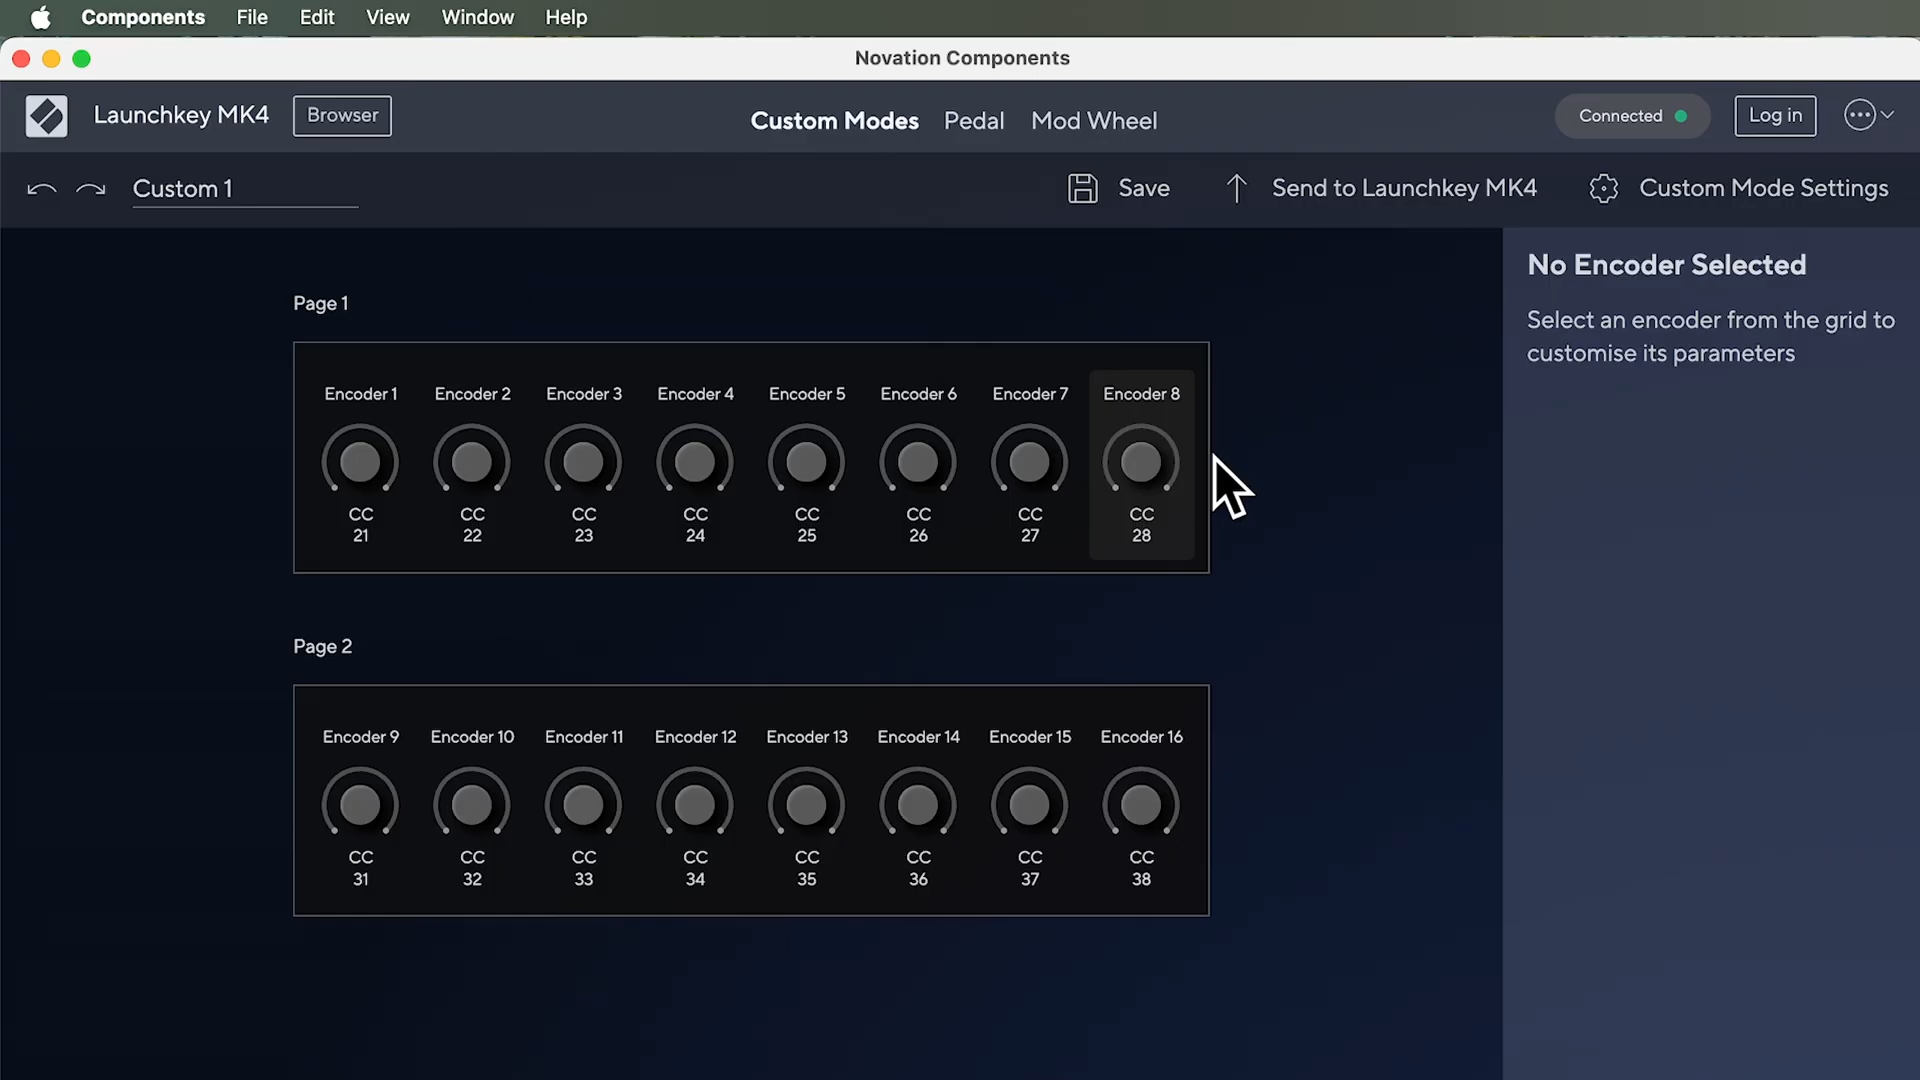 Components File Edit View Window Help
Novation Components
Launchkey MK4 Browser Custom Modes Pedal Mod Wheel Connected Log in
Custom 1 Save Send to Launchkey MK4 Custom Mode Settings
No Encoder Selected
Select an encoder from the grid to
customise its parameters
Page 1
Encoder 1 Encoder 2 Encoder 3 Encoder 4 Encoder 5 Encoder 6 Encoder 7 Encoder 8
CC CC CC CC CC CC CC CC
21 22 23 24 25 26 27 28
Page 2
Encoder 9 Encoder 10 Encoder 11 Encoder 12 Encoder 13 Encoder 14 Encoder 15 Encoder 16
CC CC CC CC CC CC CC CC
31 32 33 34 35 36 37 38